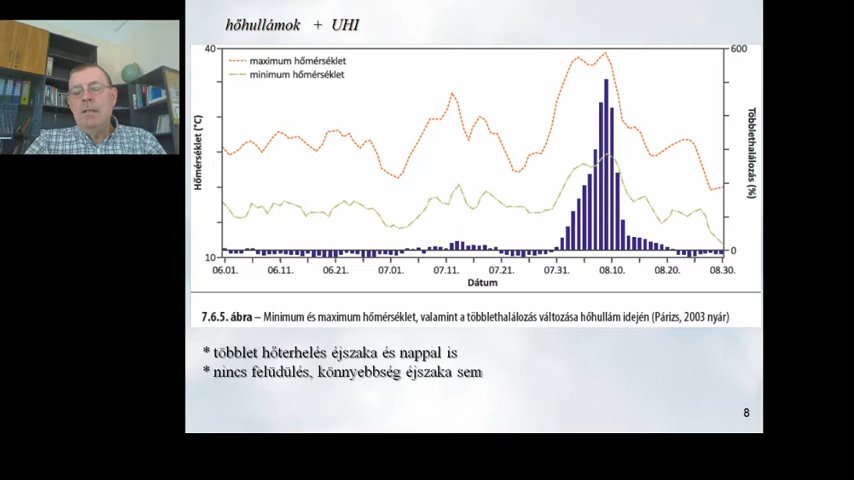 hőhullámok + UHI
40
600
maximum hőmérséklet
minimum hőmérséklet
Hőmérséklet (°C)
Többlethalálozás (%)
10
0
06.01. 06.11. 06.21. 07.01. 07.11. 07.21. 07.31. 08.10. 08.20. 08.30.
Dátum
7.6.5. ábra – Minimum és maximum hőmérséklet, valamint a többlethalálozás változása hőhullám idején (Párizs, 2003 nyár)
* többlet hőterhelés éjszaka és nappal is
* nincs felüdülés, könnyebbség éjszaka sem
8